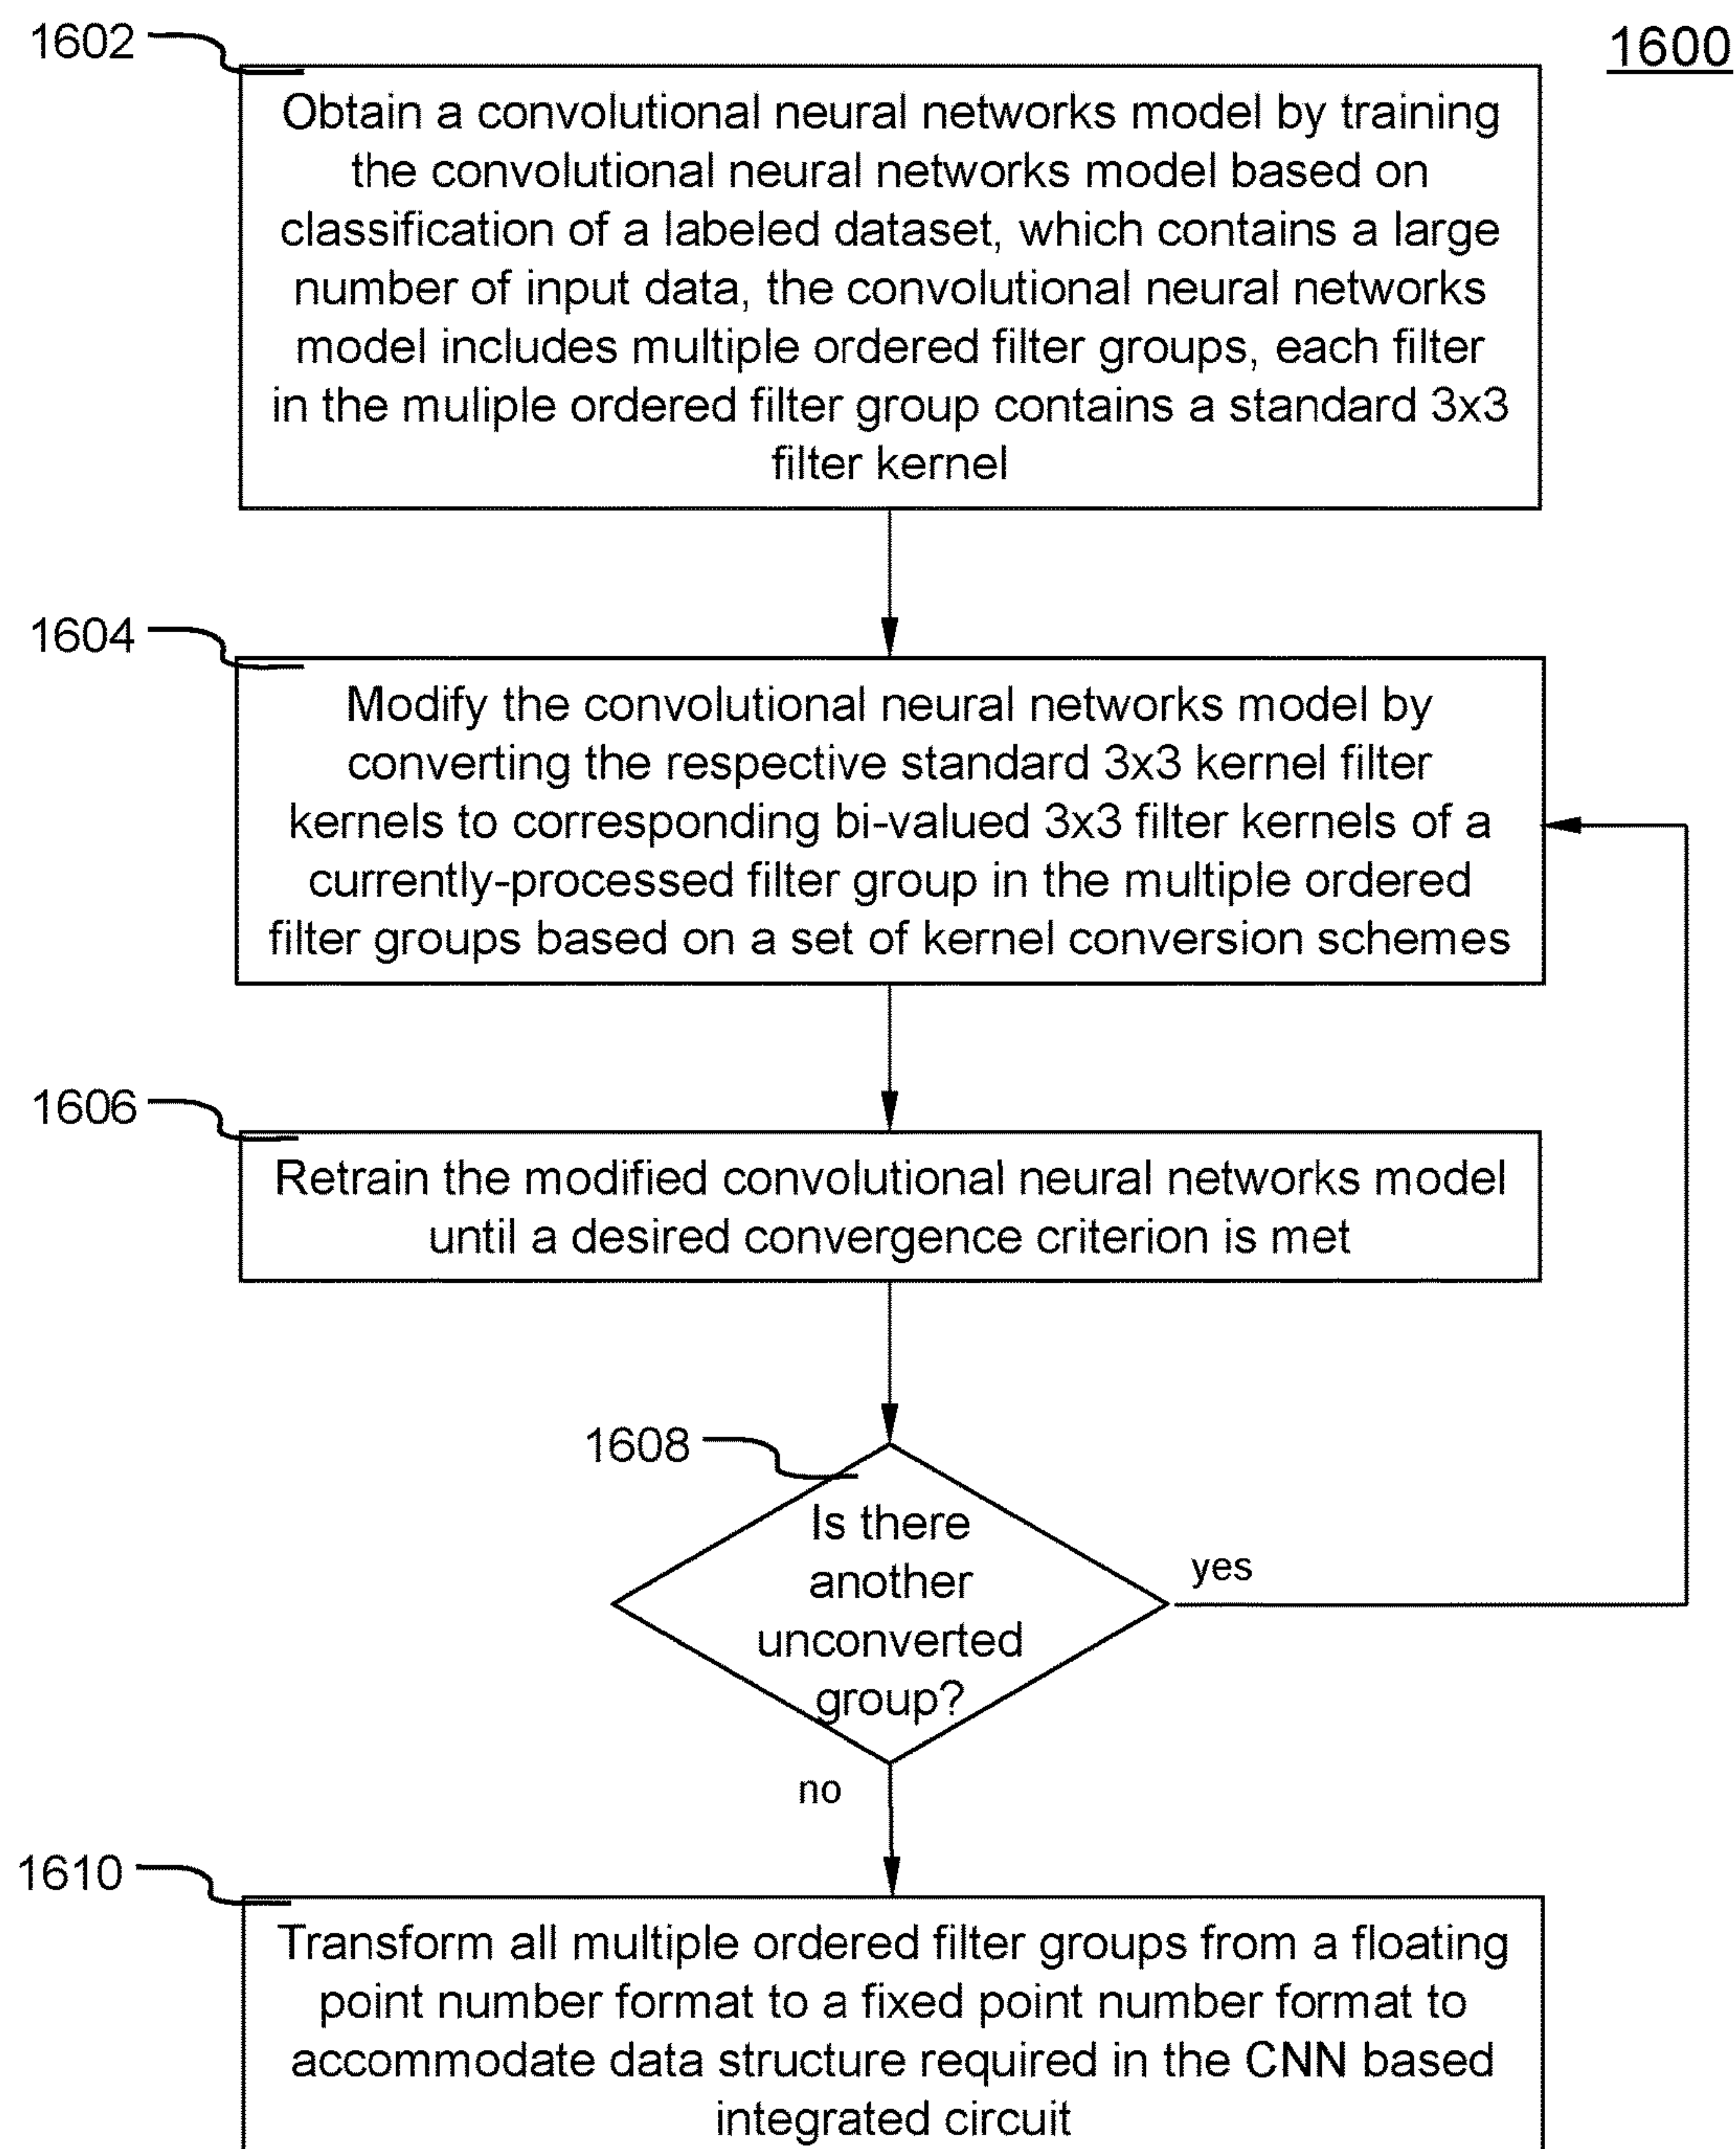 1602
1600
Obtain a convolutional neural networks model by training
the convolutional neural networks model based on
classification of a labeled dataset, which contains a large
number of input data, the convolutional neural networks
model includes multiple ordered filter groups, each filter
in the muliple ordered filter group contains a standard 3x3
filter kernel
1604
Modify the convolutional neural networks model by
converting the respective standard 3x3 kernel filter
kernels to corresponding bi-valued 3x3 filter kernels of a
currently-processed filter group in the multiple ordered
filter groups based on a set of kernel conversion schemes
1606
Retrain the modified convolutional neural networks model
until a desired convergence criterion is met
1608
Is there
another
unconverted
group?
yes
no
1610
Transform all multiple ordered filter groups from a floating
point number format to a fixed point number format to
accommodate data structure required in the CNN based
integrated circuit